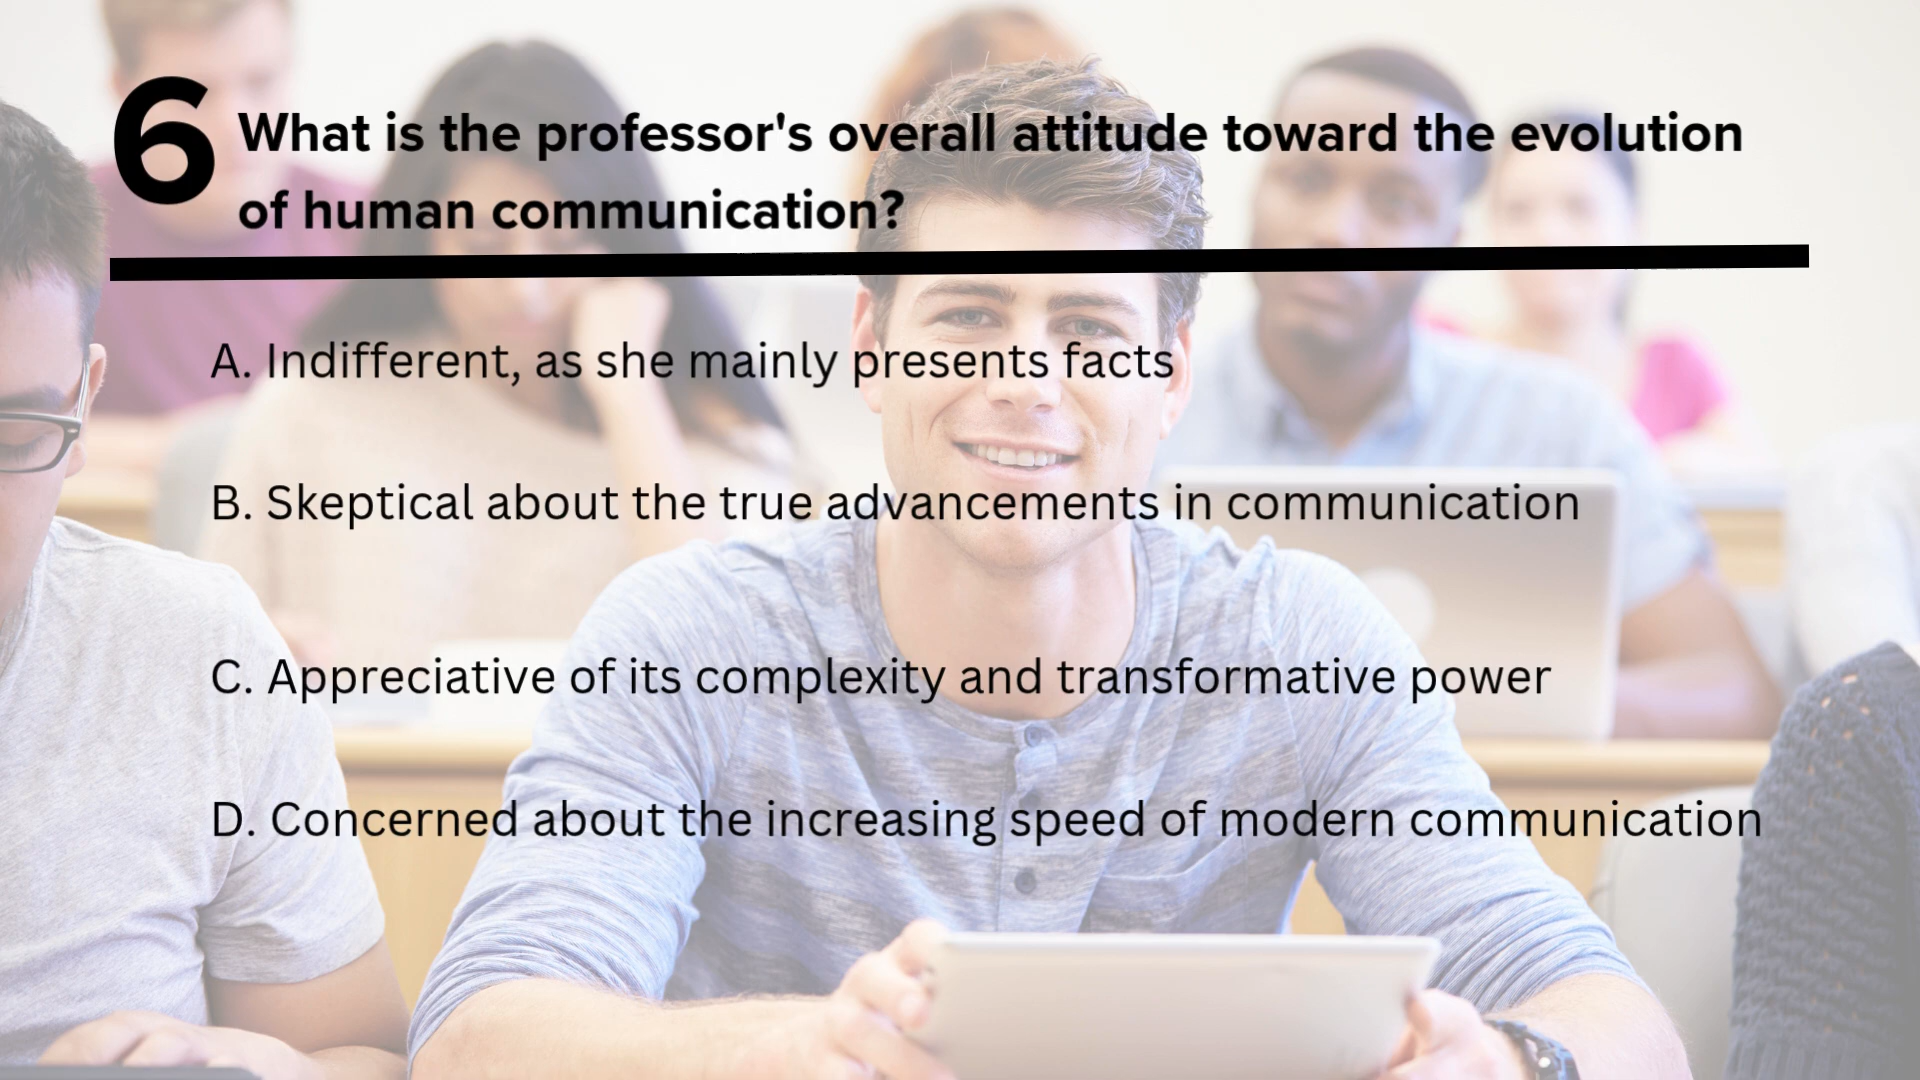 6
What is the professor's overall attitude toward the evolution
of human communication?
A. Indifferent, as she mainly presents facts
B. Skeptical about the true advancements in communication
C. Appreciative of its complexity and transformative power
D. Concerned about the increasing speed of modern communication